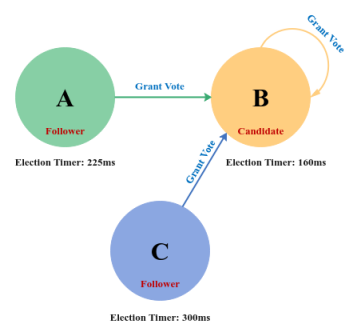 Grant Vote
A
Grant Vote
B
Follower
Candidate
Election Timer: 225ms
Election Timer: 160ms
Grant Vote
C
Follower
Election Timer: 300ms